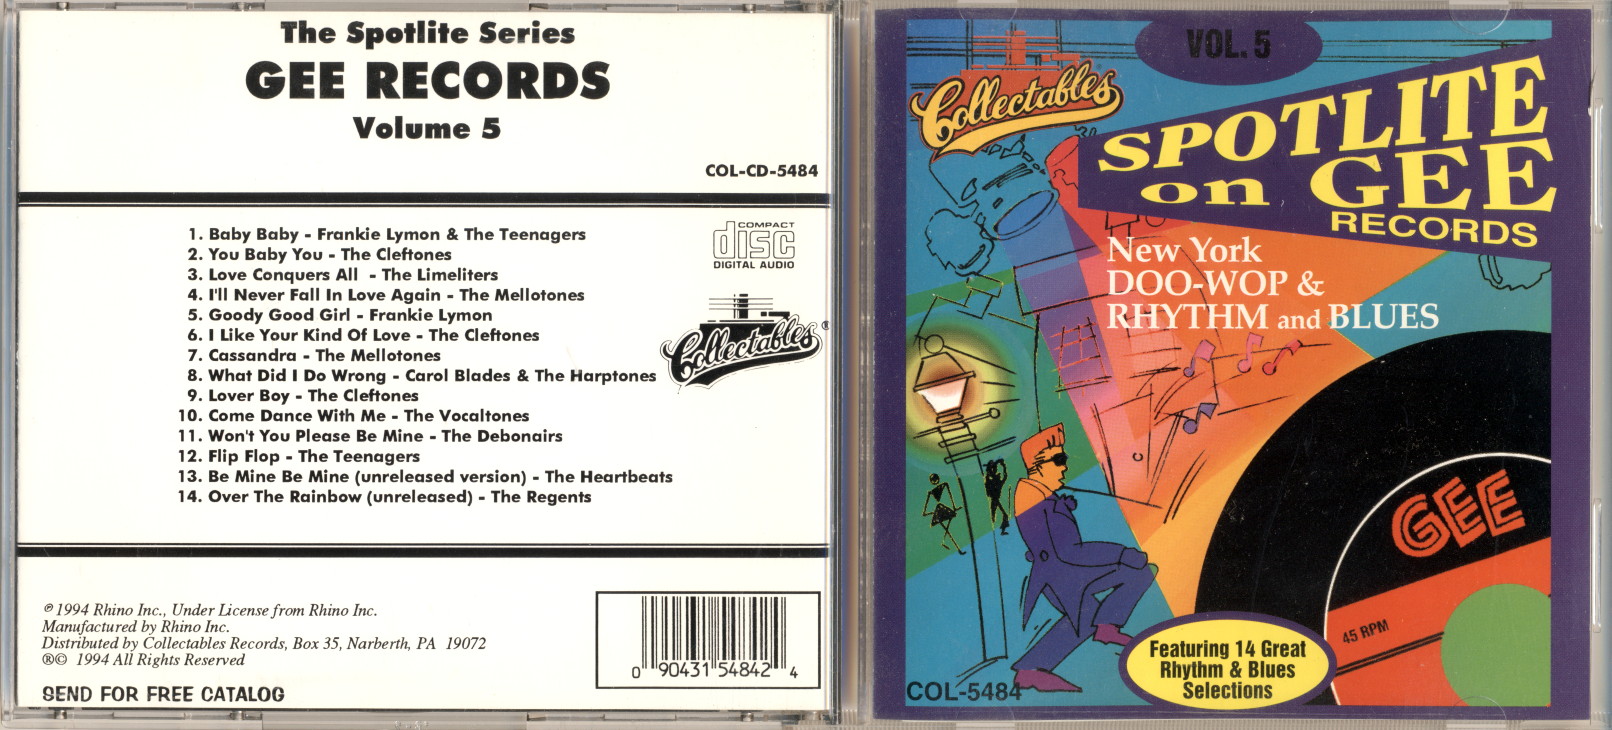 The Spotlite Series
GEE RECORDS
Volume 5
COL-CD-5484
COMPACT
disc
DIGITAL AUDIO
Collectables®
1. Baby Baby - Frankie Lymon & The Teenagers
2. You Baby You - The Cleftones
3. Love Conquers All - The Limeliters
4. I'll Never Fall In Love Again - The Mellotones
5. Goody Good Girl - Frankie Lymon
6. I Like Your Kind Of Love - The Cleftones
7. Cassandra - The Mellotones
8. What Did I Do Wrong - Carol Blades & The Harptones
9. Lover Boy - The Cleftones
10. Come Dance With Me - The Vocaltones
11. Won't You Please Be Mine - The Debonairs
12. Flip Flop - The Teenagers
13. Be Mine Be Mine (unreleased version) - The Heartbeats
14. Over The Rainbow (unreleased) - The Regents
℗1994 Rhino Inc., Under License from Rhino Inc.
Manufactured by Rhino Inc.
Distributed by Collectables Records, Box 35, Narberth, PA 19072
®© 1994 All Rights Reserved
SEND FOR FREE CATALOG
0 90431 54842 4
VOL. 5
Collectables
SPOTLITE
on GEE
RECORDS
New York
DOO-WOP &
RHYTHM and BLUES
GEE
45 RPM
Featuring 14 Great
Rhythm & Blues
Selections
COL-5484